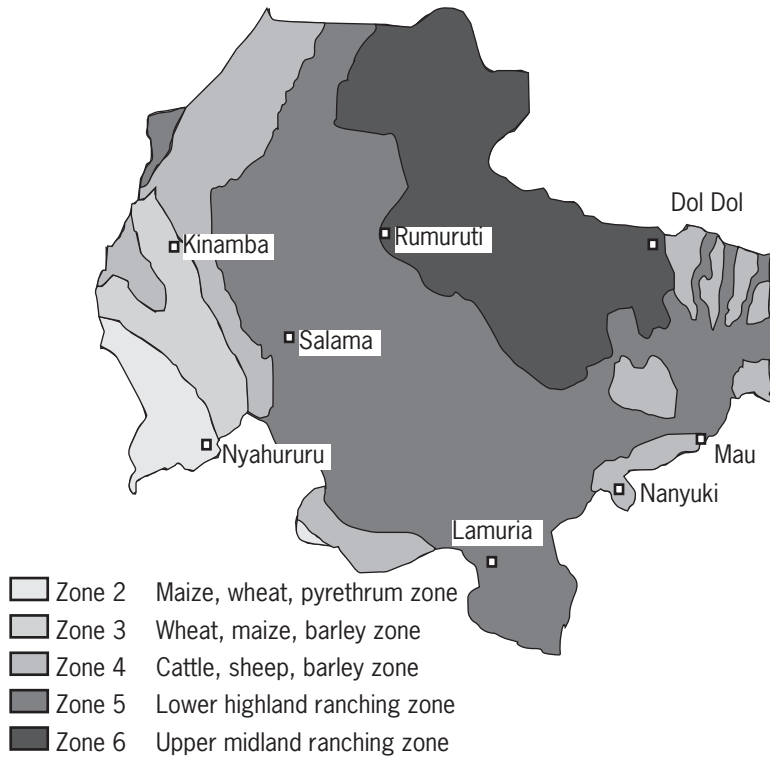 Dol Dol
Kinamba
Rumuruti
Salama
Nyahururu
Mau
Nanyuki
Lamuria
Zone 2 Maize, wheat, pyrethrum zone
Zone 3 Wheat, maize, barley zone
Zone 4 Cattle, sheep, barley zone
Zone 5 Lower highland ranching zone
Zone 6 Upper midland ranching zone